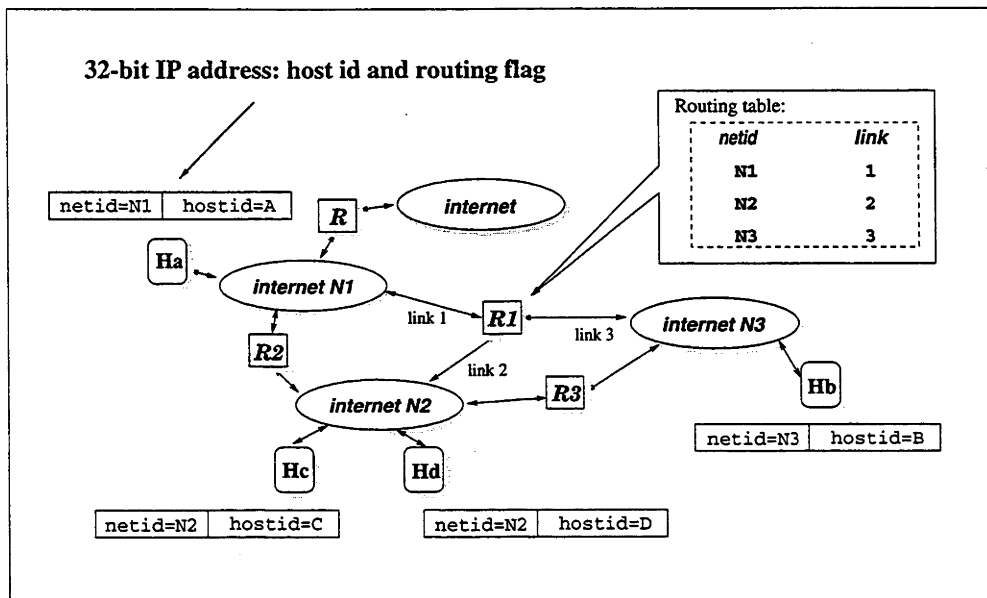 32-bit IP address: host id and routing flag
Routing table:
netid link
N1 1
N2 2
N3 3
netid=N1 hostid=A
R
internet
Ha
internet N1
link 1
R1
link 3
internet N3
R2
link 2
internet N2
R3
Hb
netid=N3 hostid=B
Hc
Hd
netid=N2 hostid=C
netid=N2 hostid=D